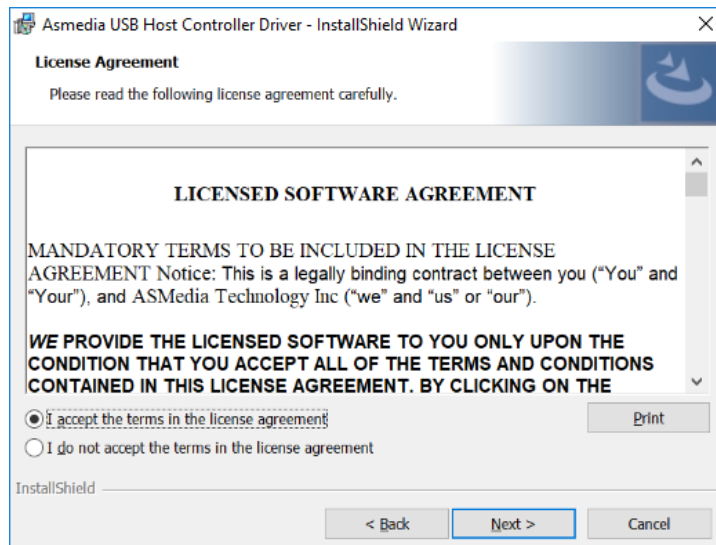 Asmedia USB Host Controller Driver - InstallShield Wizard
License Agreement
Please read the following license agreement carefully.
LICENSED SOFTWARE AGREEMENT
MANDATORY TERMS TO BE INCLUDED IN THE LICENSE
AGREEMENT Notice: This is a legally binding contract between you (“You” and
“Your”), and ASMedia Technology Inc (“we” and “us” or “our”).
WE PROVIDE THE LICENSED SOFTWARE TO YOU ONLY UPON THE
CONDITION THAT YOU ACCEPT ALL OF THE TERMS AND CONDITIONS
CONTAINED IN THIS LICENSE AGREEMENT. BY CLICKING ON THE
I accept the terms in the license agreement
Print
I do not accept the terms in the license agreement
InstallShield
< Back
Next >
Cancel